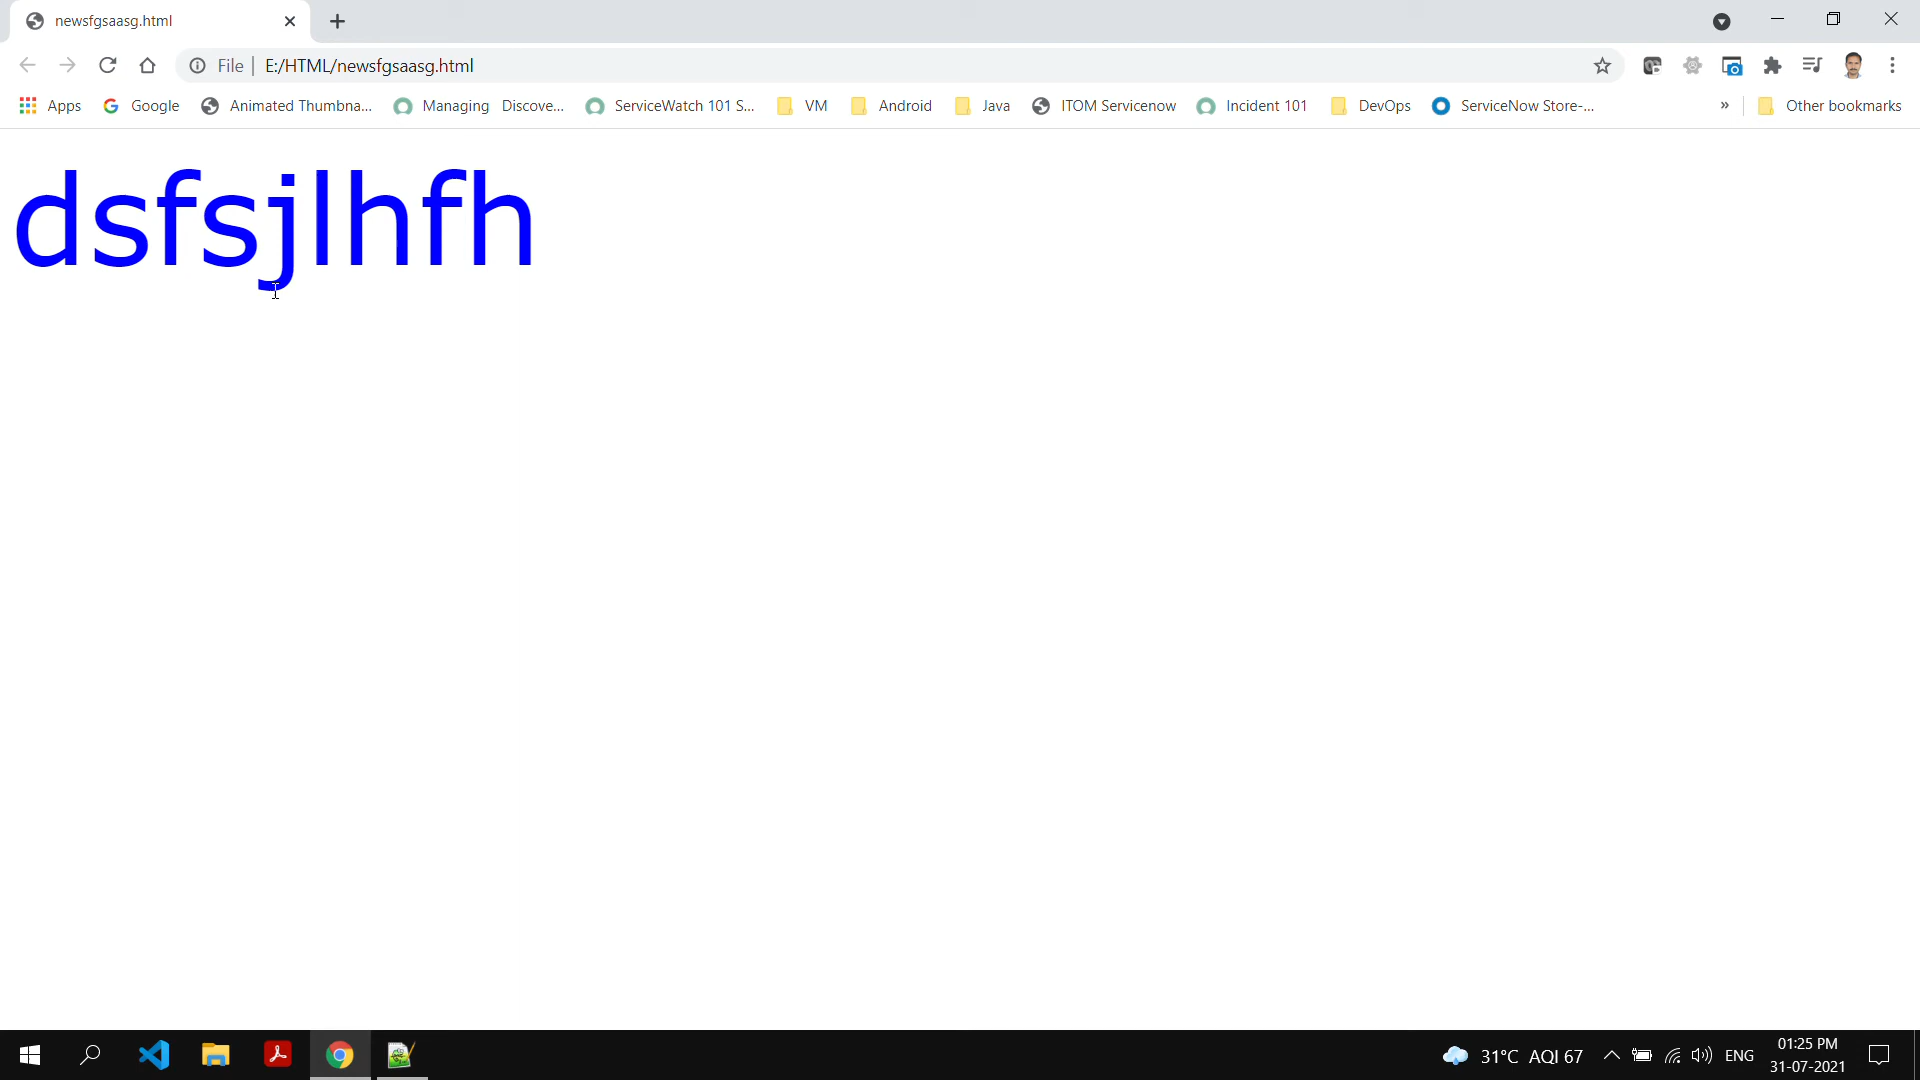 newsfgsaasg.html
File | E:/HTML/newsfgsaasg.html
Apps Google Animated Thumbna... Managing Discove... ServiceWatch 101 S... VM Android Java ITOM Servicenow Incident 101 DevOps ServiceNow Store-... » Other bookmarks
dsfsjlhfh
31°C AQI 67 ENG 01:25 PM
31-07-2021